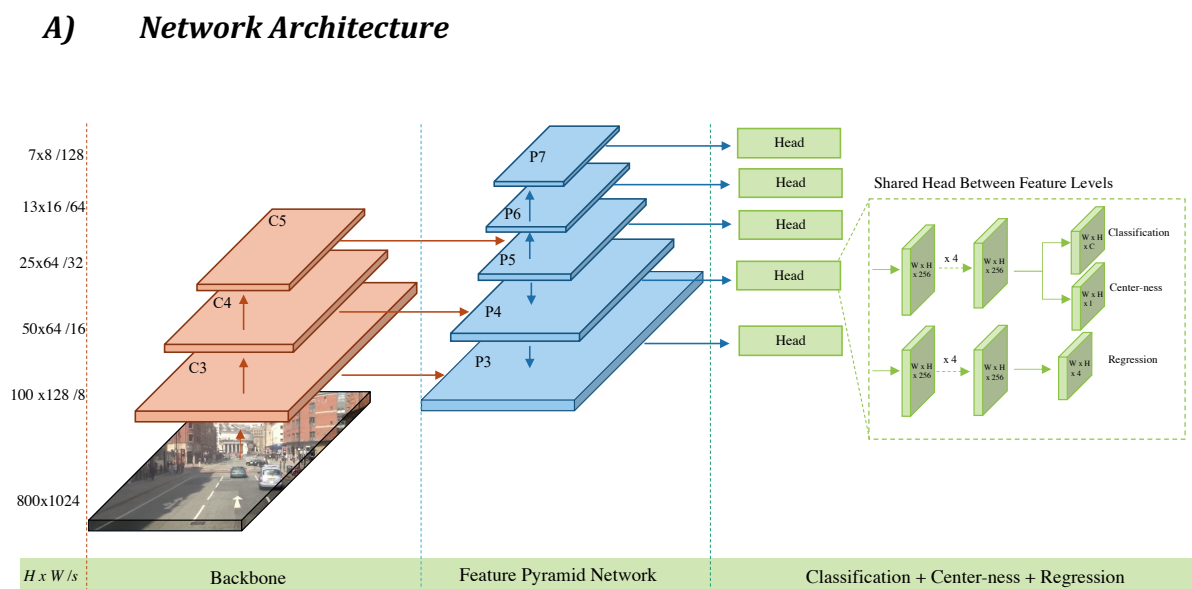 A) Network Architecture
7x8 /128
13x16 /64
25x64 /32
50x64 /16
100 x128 /8
800x1024
C5
C4
C3
P7
P6
P5
P4
P3
Head
Head
Head
Head
Head
Shared Head Between Feature Levels
W x H
x 256
x 4
W x H
x 256
W x H
x C
Classification
W x H
x 1
Center-ness
W x H
x 256
x 4
W x H
x 256
W x H
x 4
Regression
H x W /s
Backbone
Feature Pyramid Network
Classification + Center-ness + Regression